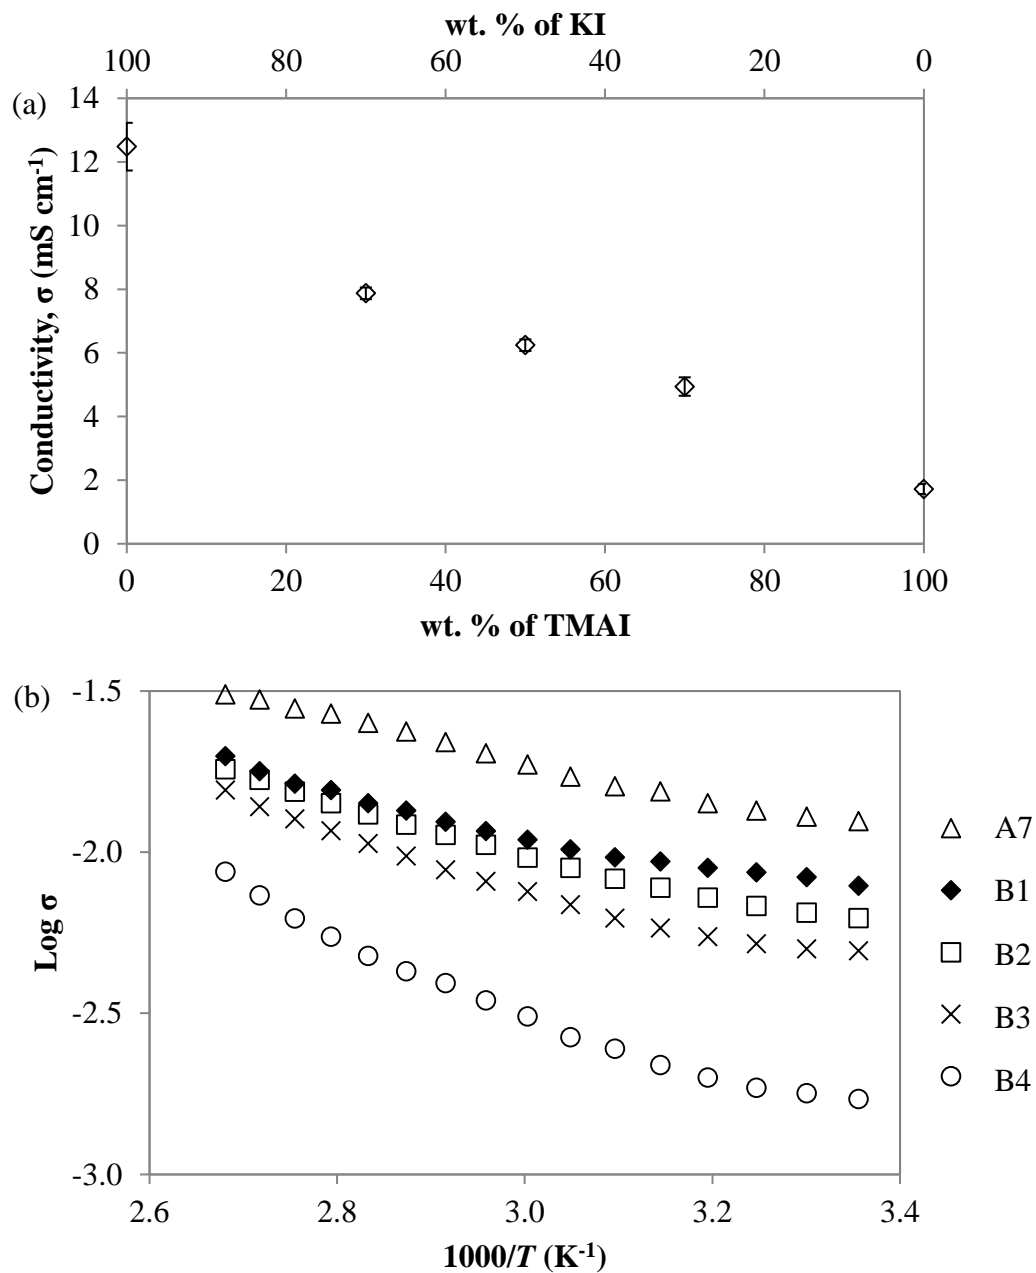 wt. % of KI
100 80 60 40 20 0
(a)
14
12
10
8
6
4
2
0
Conductivity, σ (mS cm-1)
0 20 40 60 80 100
wt. % of TMAI
(b)
-1.5
-2.0
-2.5
-3.0
Log σ
A7
B1
B2
B3
B4
2.6 2.8 3.0 3.2 3.4
1000/T (K-1)